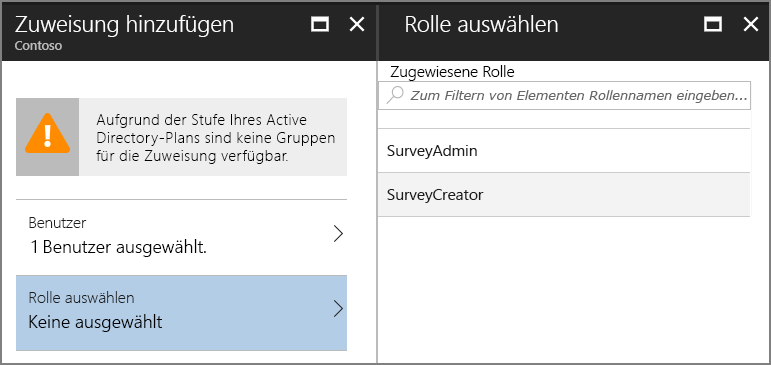 Zuweisung hinzufügen
Contoso
Aufgrund der Stufe Ihres Active
Directory-Plans sind keine Gruppen
für die Zuweisung verfügbar.
Benutzer
1 Benutzer ausgewählt.
Rolle auswählen
Keine ausgewählt
Rolle auswählen
Zugewiesene Rolle
Zum Filtern von Elementen Rollennamen eingeben...
SurveyAdmin
SurveyCreator